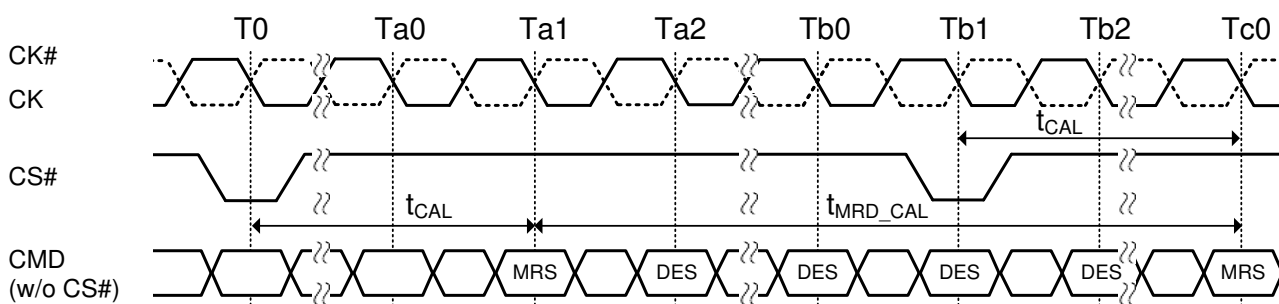 T0 Ta0 Ta1 Ta2 Tb0 Tb1 Tb2 Tc0
CK#
CK
tCAL
CS#
tCAL tMRD_CAL
CMD MRS DES DES DES DES MRS
(w/o CS#)